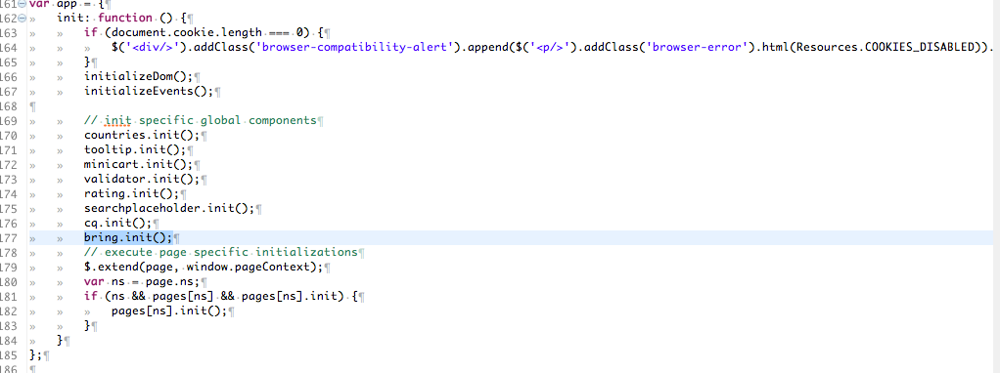 161 var app = {
162 init: function () {
163 if (document.cookie.length === 0) {
164 $('<div/>').addClass('browser-compatibility-alert').append($('<p/>').addClass('browser-error').html(Resources.COOKIES_DISABLED)).
165 }
166 initializeDom();
167 initializeEvents();
168
169 // init specific global components
170 countries.init();
171 tooltip.init();
172 minicart.init();
173 validator.init();
174 rating.init();
175 searchplaceholder.init();
176 cq.init();
177 bring.init();
178 // execute page specific initializations
179 $.extend(page, window.pageContext);
180 var ns = page.ns;
181 if (ns && pages[ns] && pages[ns].init) {
182 pages[ns].init();
183 }
184 }
185 };
186